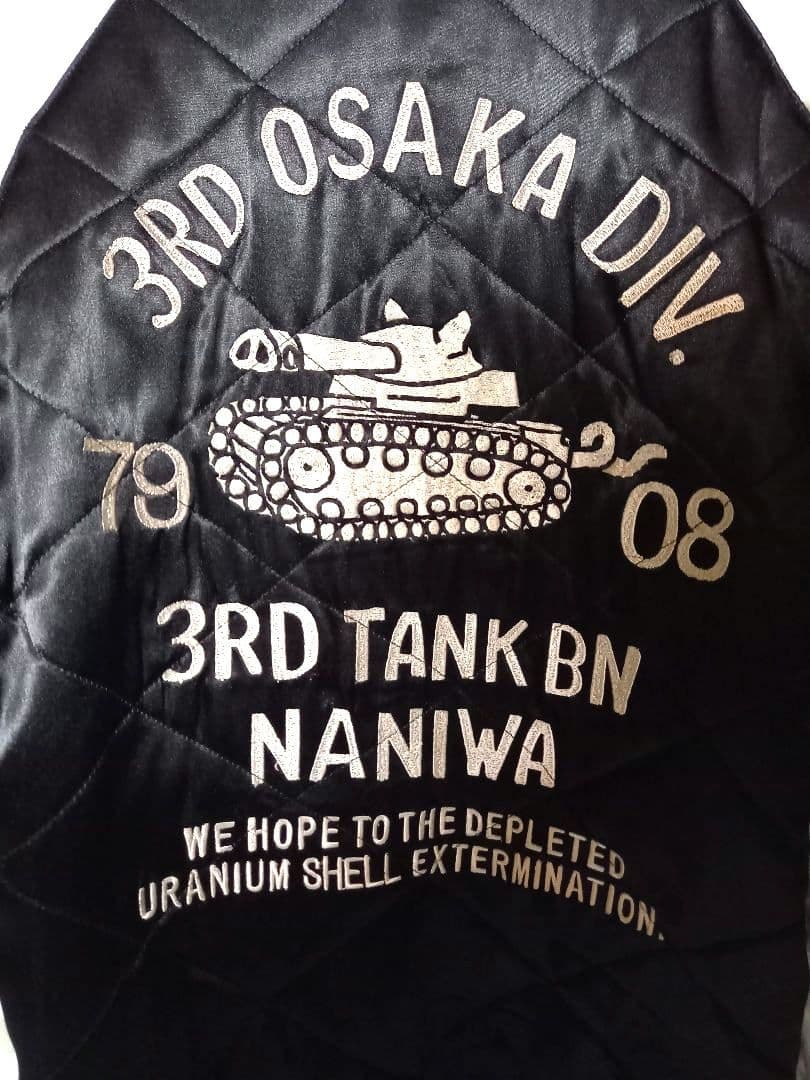 3RD OSAKA DIV.
79 08
3RD TANK BN
NANIWA
WE HOPE TO THE DEPLETED
URANIUM SHELL EXTERMINATION.